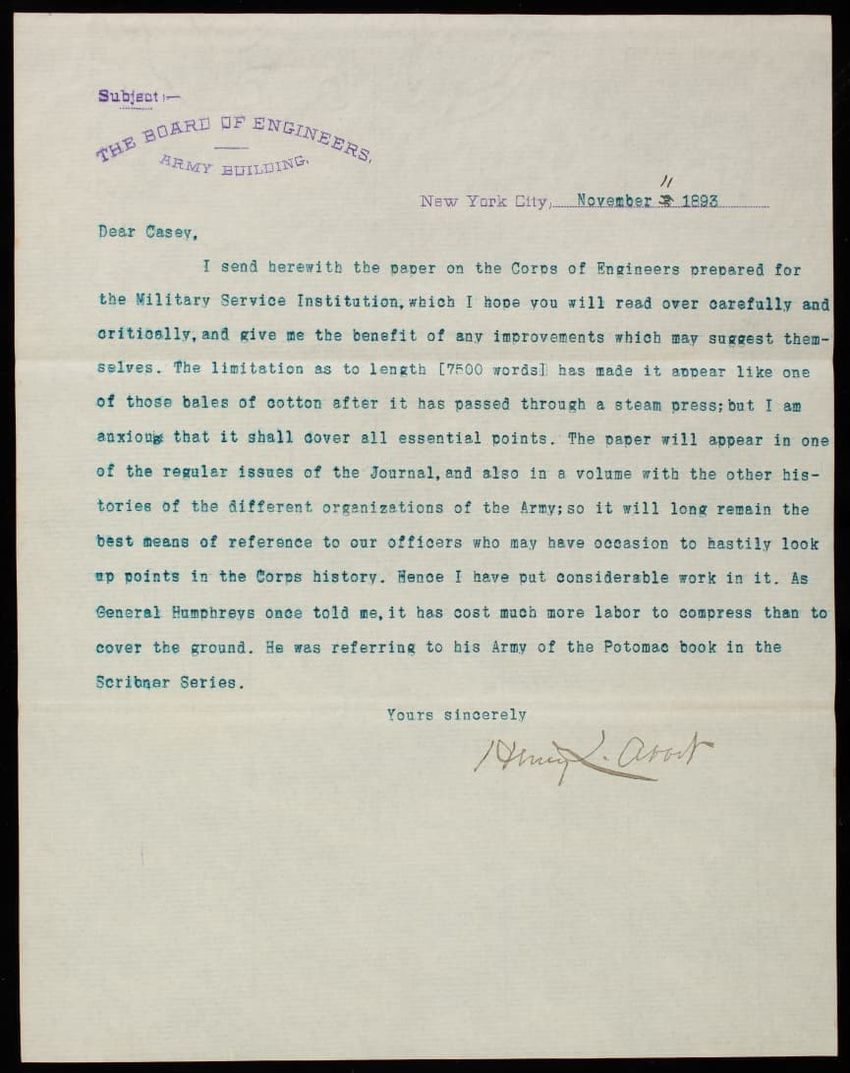 Subject:—
THE BOARD OF ENGINEERS,
ARMY BUILDING.
11
New York City, November 1893
Dear Casey,
I send herewith the paper on the Corps of Engineers prepared for
the Military Service Institution,which I hope you will read over carefully and
critically,and give me the benefit of any improvements which may suggest them-
selves. The limitation as to length [7500 words] has made it appear like one
of those bales of cotton after it has passed through a steam press;but I am
anxious that it shall cover all essential points. The paper will appear in one
of the regular issues of the Journal,and also in a volume with the other his-
tories of the different organizations of the Army;so it will long remain the
best means of reference to our officers who may have occasion to hastily look
up points in the Corps history. Hence I have put considerable work in it. As
General Humphreys once told me,it has cost much more labor to compress than to
cover the ground. He was referring to his Army of the Potomac book in the
Scribner Series.
Yours sincerely
Henry L. Abbot